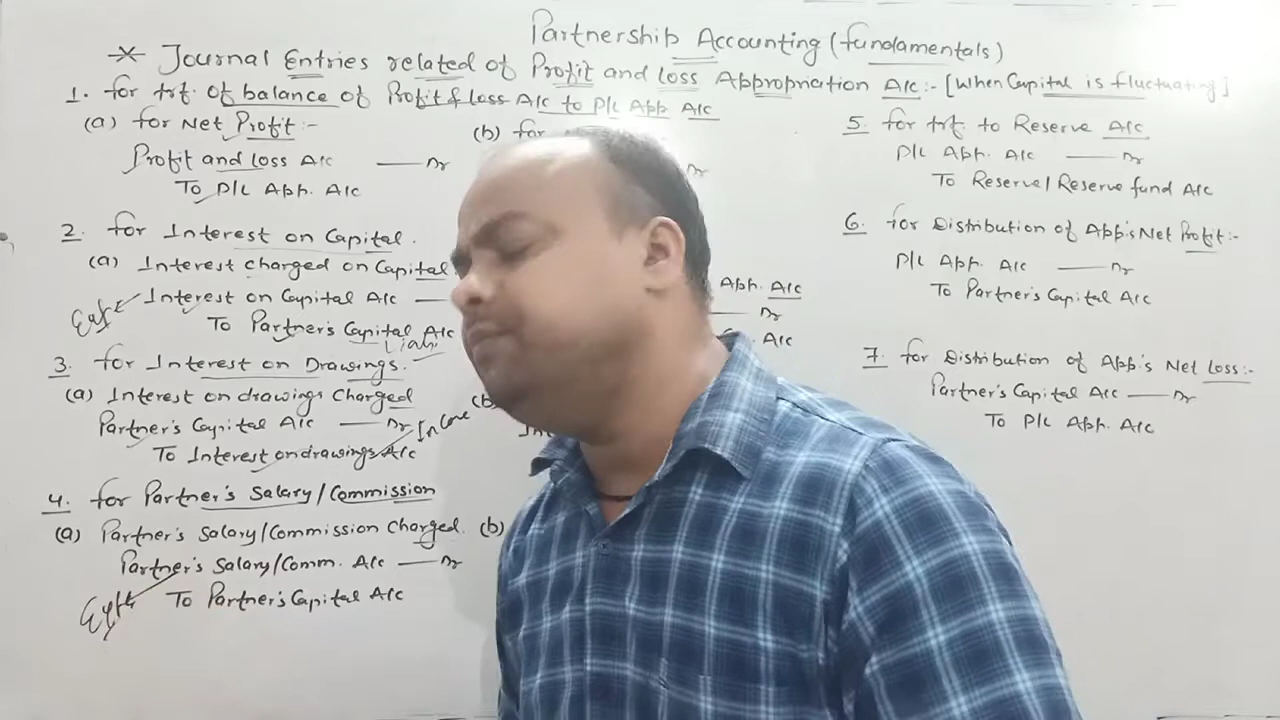 Partnership Accounting (fundamentals)
* Journal Entries related of Profit and loss Appropriation A/c:- [When Capital is fluctuating]
1. for trf. of balance of Profit & loss A/c to P/L App A/c
(a) for Net Profit:-
Profit and loss A/c —— Dr
To P/L App. A/c
(b) for
Dr
2. for Interest on Capital.
(a) Interest charged on Capital
Interest on Capital A/c ——
To Partner's Capital A/c
App. A/c
—— Dr
A/c
3. for Interest on Drawings.
(a) Interest on drawings Charged
Partner's Capital A/c —— Dr
To Interest on drawings A/c
(b)
4. for Partner's Salary/Commission
(a) Partner's Salary/Commission Charged.
Partner's Salary/Comm. A/c —— Dr
To Partner's Capital A/c
(b)
5. for trf to Reserve A/c
P/L App. A/c —— Dr
To Reserve/Reserve fund A/c
6. for Distribution of App's Net Profit:-
P/L App. A/c —— Dr
To Partner's Capital A/c
7. for Distribution of App's Net Loss:-
Partner's Capital A/c —— Dr
To P/L App. A/c